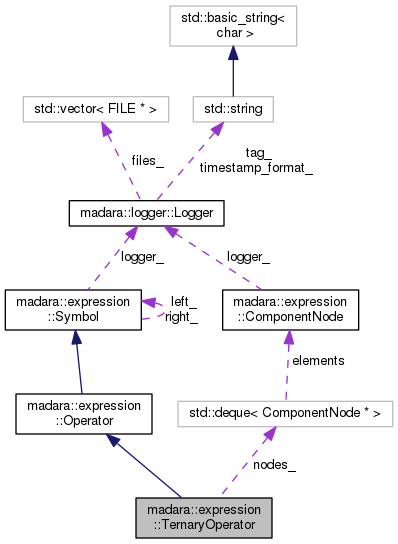 std::basic_string<
char >
std::vector< FILE * >
std::string
files_
tag_
timestamp_format_
madara::logger::Logger
logger_
logger_
madara::expression
::Symbol
left_
right_
madara::expression
::ComponentNode
elements
madara::expression
::Operator
std::deque< ComponentNode * >
nodes_
madara::expression
::TernaryOperator